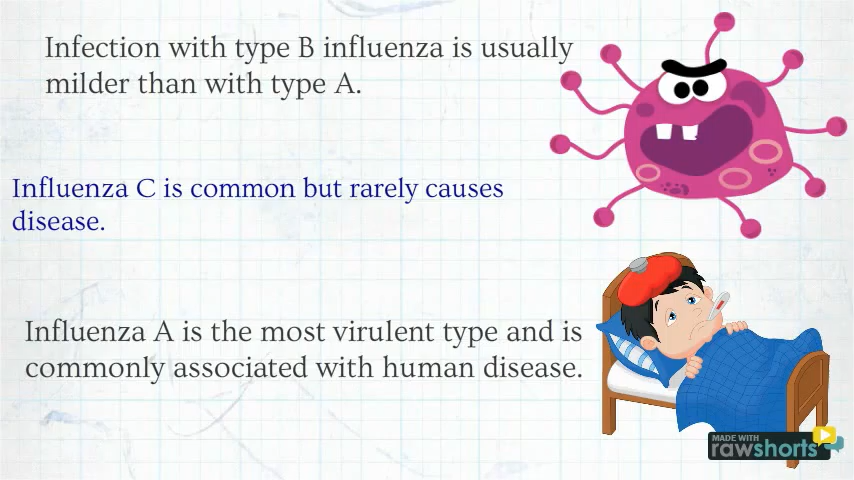 Infection with type B influenza is usually
milder than with type A.
Influenza C is common but rarely causes
disease.
Influenza A is the most virulent type and is
commonly associated with human disease.
MADE WITH
rawshorts